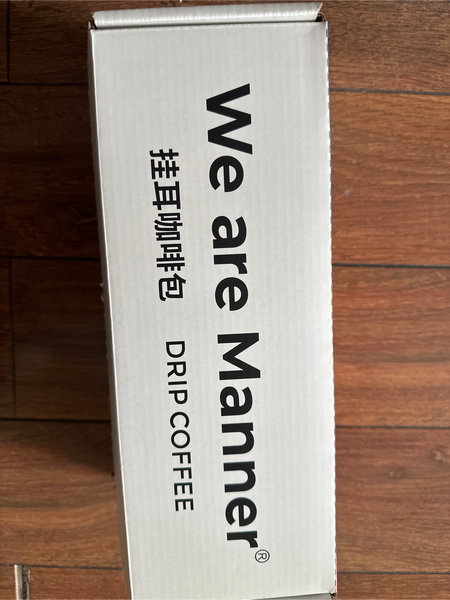 We are Manner®
挂耳咖啡包 DRIP COFFEE